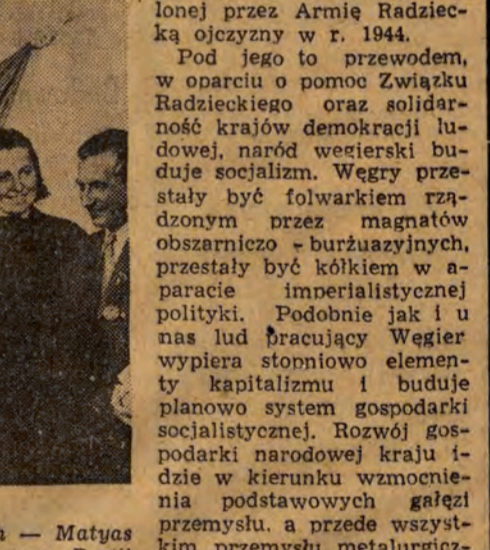 lonej przez Armię Radziec-
ką ojczyzny w r. 1944.
Pod jego to przewodem,
w oparciu o pomoc Związku
Radzieckiego oraz solidar-
ność krajów demokracji lu-
dowej, naród węgierski bu-
duje socjalizm. Węgry prze-
stały być folwarkiem rzą-
dzonym przez magnatów
obszarniczo - burżuazyjnych,
przestały być kółkiem w a-
paracie imperialistycznej
polityki. Podobnie jak i u
nas lud pracujący Węgier
wypiera stopniowo elemen-
ty kapitalizmu i buduje
planowo system gospodarki
socjalistycznej. Rozwój gos-
podarki narodowej kraju i-
dzie w kierunku wzmocnie-
nia podstawowych gałęzi
przemysłu, a przede wszyst-
kim przemysłu metalurgicz-
— Matyas